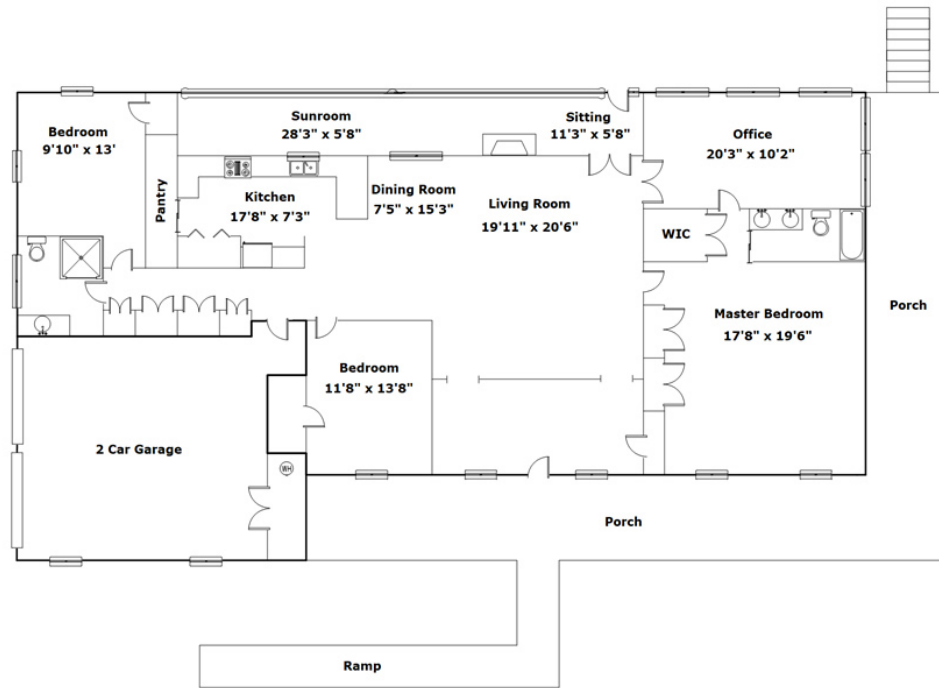 Sunroom
28'3" x 5'8"
Sitting
11'3" x 5'8"
Bedroom
9'10" x 13'
Office
20'3" x 10'2"
Pantry
Kitchen
17'8" x 7'3"
Dining Room
7'5" x 15'3"
Living Room
19'11" x 20'6"
WIC
Master Bedroom
17'8" x 19'6"
Porch
Bedroom
11'8" x 13'8"
2 Car Garage
WH
Porch
Ramp